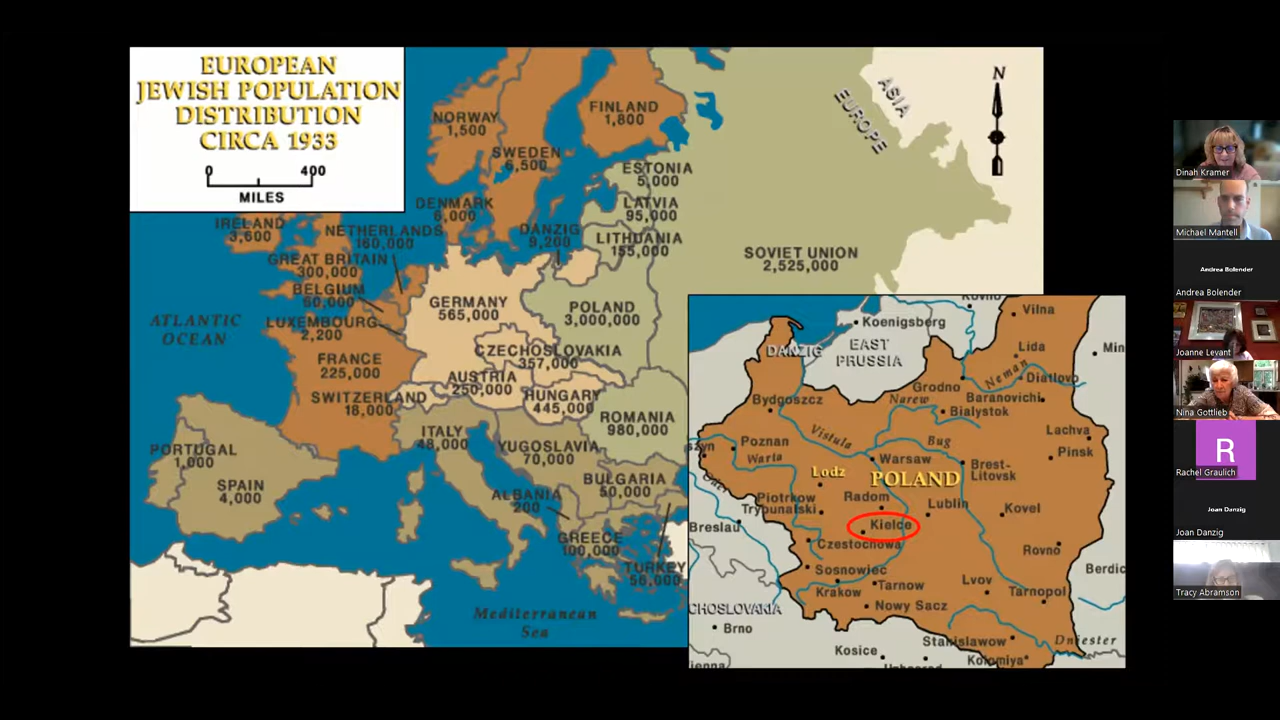 EUROPEAN
JEWISH POPULATION
DISTRIBUTION
CIRCA 1933
0 400
MILES
N
ASIA
EUROPE
NORWAY
1,500
FINLAND
1,800
SWEDEN
6,500
ESTONIA
5,000
LATVIA
95,000
LITHUANIA
155,000
DENMARK
6,000
DANZIG
9,200
IRELAND
3,600
NETHERLANDS
160,000
GREAT BRITAIN
300,000
BELGIUM
60,000
LUXEMBOURG
2,200
SOVIET UNION
2,525,000
GERMANY
565,000
POLAND
3,000,000
ATLANTIC
OCEAN
FRANCE
225,000
CZECHOSLOVAKIA
357,000
AUSTRIA
250,000
SWITZERLAND
18,000
HUNGARY
445,000
ROMANIA
980,000
ITALY
48,000
YUGOSLAVIA
70,000
PORTUGAL
1,000
SPAIN
4,000
BULGARIA
50,000
ALBANIA
200
GREECE
100,000
TURKEY
56,000
Mediterranean
Sea
Kovno
Vilna
Koenigsberg
DANZIG
EAST
PRUSSIA
Lida
Min
Neman
Grodno
Diatlovo
Bydgoszcz
Narew
Baranovichi
Bialystok
Vistula
Bug
Lachva
szyn
Poznan
Pinsk
Warta
Warsaw
Brest-
Litovsk
Lodz
POLAND
Oder
Piotrkow
Trybunalski
Radom
Lublin
Kovel
Breslau
Kielce
Czestochowa
Rovno
Sosnowiec
Berdic
Krakow
Tarnow
Lvov
Tarnopol
CHOSLOVAKIA
Nowy Sacz
Brno
Stanislawow
Dniester
Kosice
Kolomiya
ienna
Dinah Kramer
Michael Mantell
Andrea Bolender
Andrea Bolender
Joanne Levant
Nina Gottlieb
R
Rachel Graulich
Joan Danzig
Joan Danzig
Tracy Abramson